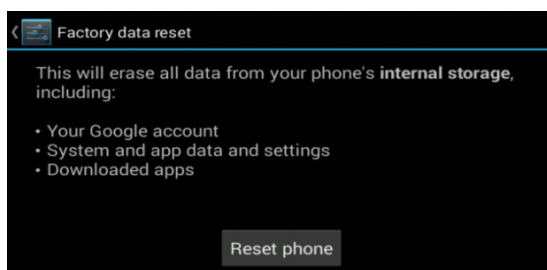 Factory data reset
This will erase all data from your phone's internal storage,
including:
• Your Google account
• System and app data and settings
• Downloaded apps
Reset phone